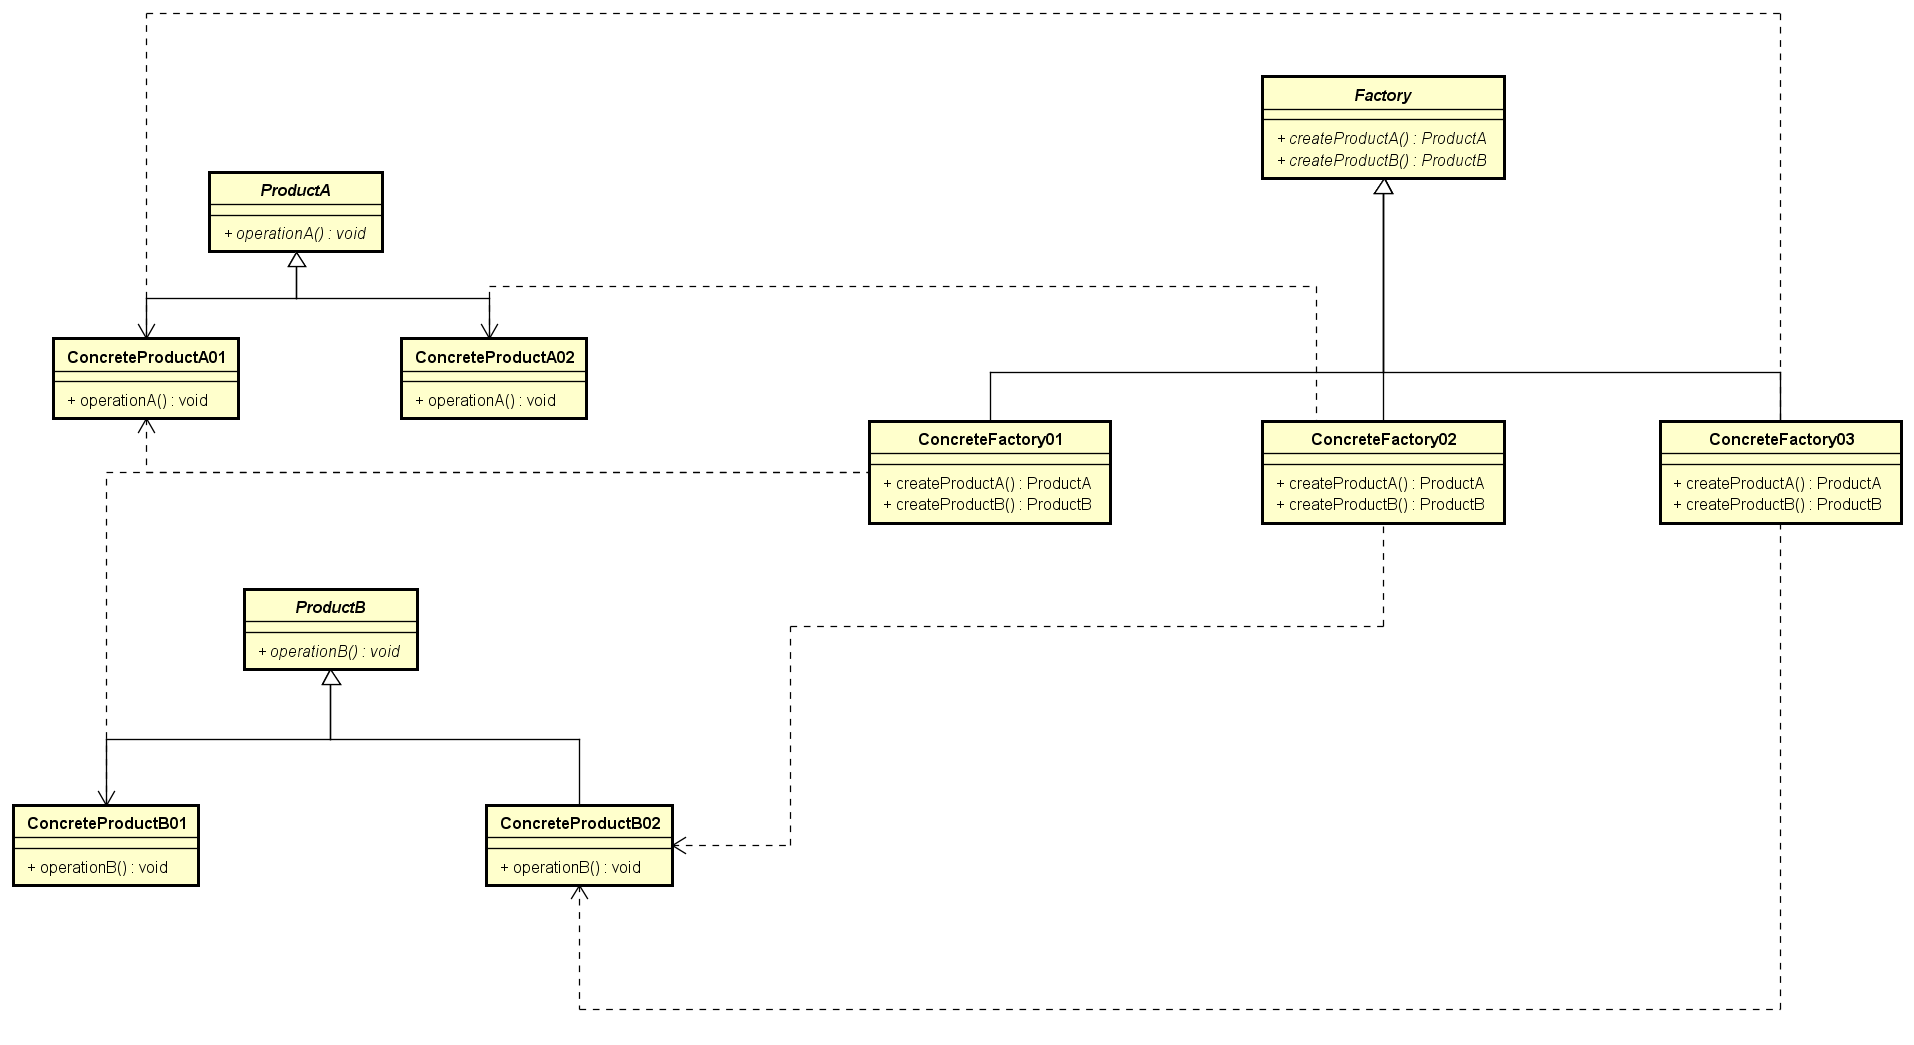 Factory
+ createProductA() : ProductA
+ createProductB() : ProductB
ProductA
+ operationA() : void
ConcreteProductA01
+ operationA() : void
ConcreteProductA02
+ operationA() : void
ConcreteFactory01
+ createProductA() : ProductA
+ createProductB() : ProductB
ConcreteFactory02
+ createProductA() : ProductA
+ createProductB() : ProductB
ConcreteFactory03
+ createProductA() : ProductA
+ createProductB() : ProductB
ProductB
+ operationB() : void
ConcreteProductB01
+ operationB() : void
ConcreteProductB02
+ operationB() : void